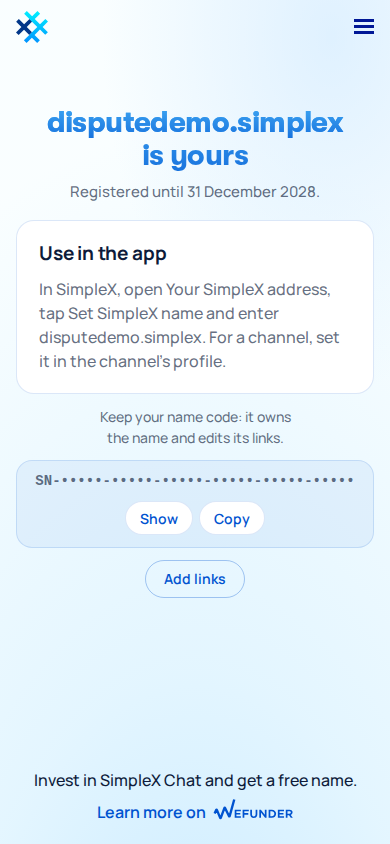 disputedemo.simplex
is yours
Registered until 31 December 2028.
Use in the app
In SimpleX, open Your SimpleX address,
tap Set SimpleX name and enter
disputedemo.simplex. For a channel, set
it in the channel's profile.
Keep your name code: it owns
the name and edits its links.
SN-•••••-•••••-•••••-•••••-•••••-•••••
Show Copy
Add links
Invest in SimpleX Chat and get a free name.
Learn more on WEFUNDER